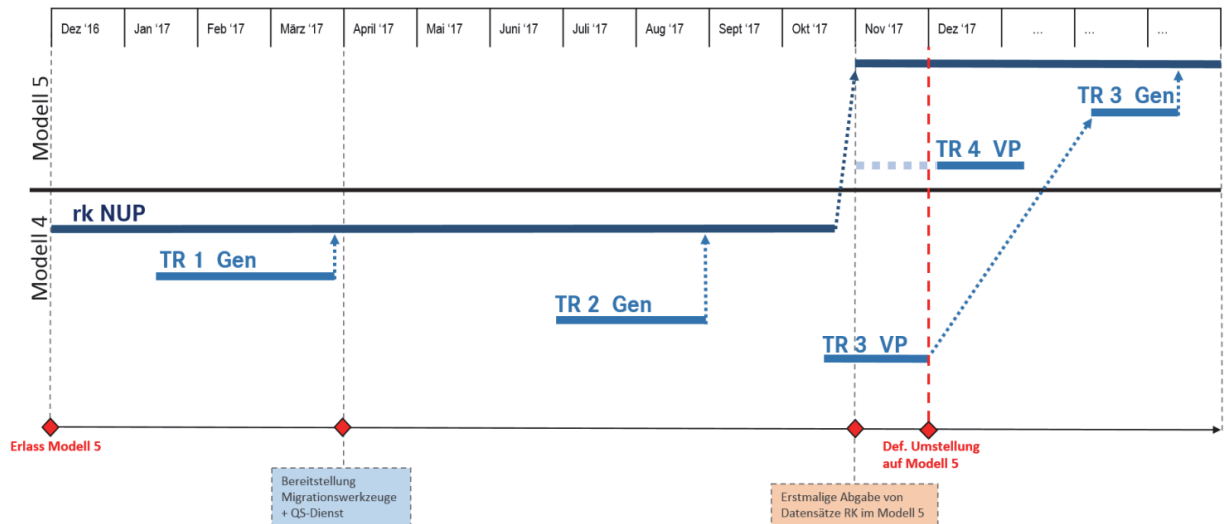 Dez '16
Jan '17
Feb '17
März '17
April '17
Mai '17
Juni '17
Juli '17
Aug '17
Sept '17
Okt '17
Nov '17
Dez '17
...
...
...
Modell 5
TR 3 Gen
TR 4 VP
Modell 4
rk NUP
TR 1 Gen
TR 2 Gen
TR 3 VP
Erlass Modell 5
Def. Umstellung
auf Modell 5
Bereitstellung
Migrationswerkzeuge
+ QS-Dienst
Erstmalige Abgabe von
Datensätze RK im Modell 5